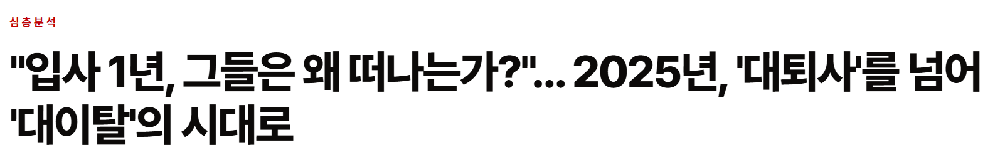 심층분석
"입사 1년, 그들은 왜 떠나는가?"... 2025년, '대퇴사'를 넘어
'대이탈'의 시대로